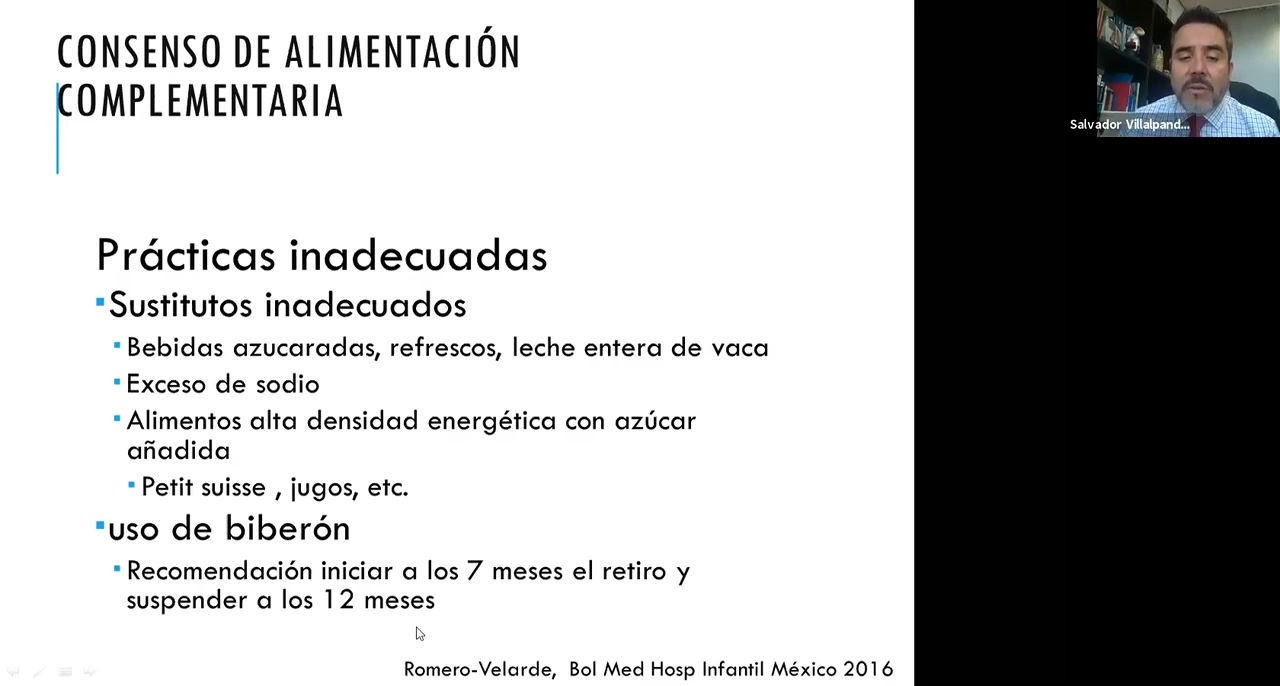 CONSENSO DE ALIMENTACIÓN
COMPLEMENTARIA
Prácticas inadecuadas
Sustitutos inadecuados
Bebidas azucaradas, refrescos, leche entera de vaca
Exceso de sodio
Alimentos alta densidad energética con azúcar
añadida
Petit suisse , jugos, etc.
uso de biberón
Recomendación iniciar a los 7 meses el retiro y
suspender a los 12 meses
Romero-Velarde, Bol Med Hosp Infantil México 2016
Salvador Villalpand...